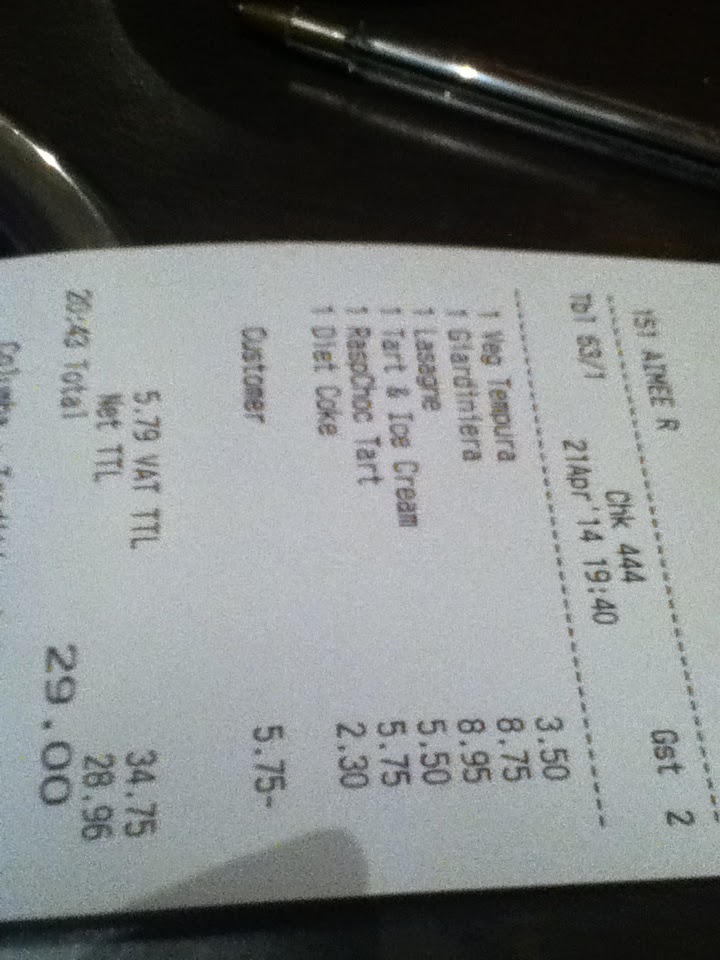 151 AIMEE R
Tbl 53/1 Chk 444 Gst 2
21Apr'14 19:40
1 Veg Tempura 3.50
1 Giardiniera 8.75
1 Lasagne 8.95
1 Tart & Ice Cream 5.50
1 RaspChoc Tart 5.75
1 Diet Coke 2.30
Customer 5.75-
5.79 VAT TTL 34.75
Net TTL 28.96
20:43 Total 29.00